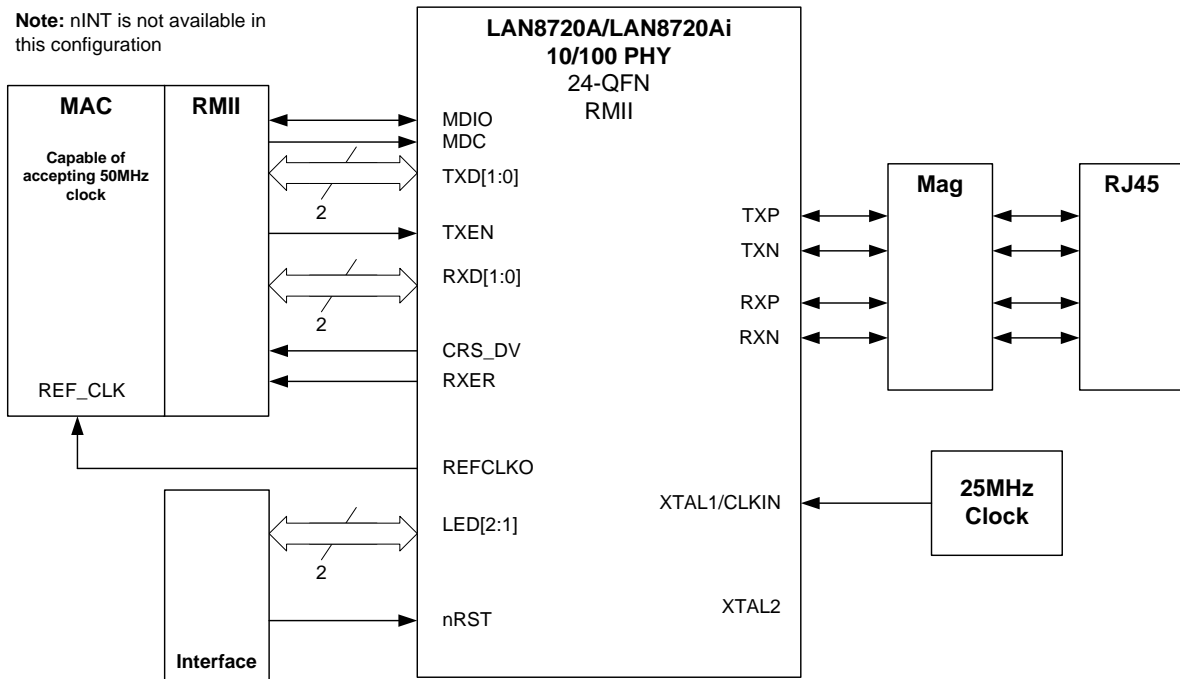 Note: nINT is not available in
this configuration
LAN8720A/LAN8720Ai
10/100 PHY
24-QFN
RMII
MAC
RMII
Capable of
accepting 50MHz
clock
REF_CLK
MDIO
MDC
TXD[1:0]
2
TXEN
RXD[1:0]
2
CRS_DV
RXER
REFCLKO
LED[2:1]
2
nRST
Interface
TXP
TXN
RXP
RXN
Mag
RJ45
XTAL1/CLKIN
25MHz
Clock
XTAL2